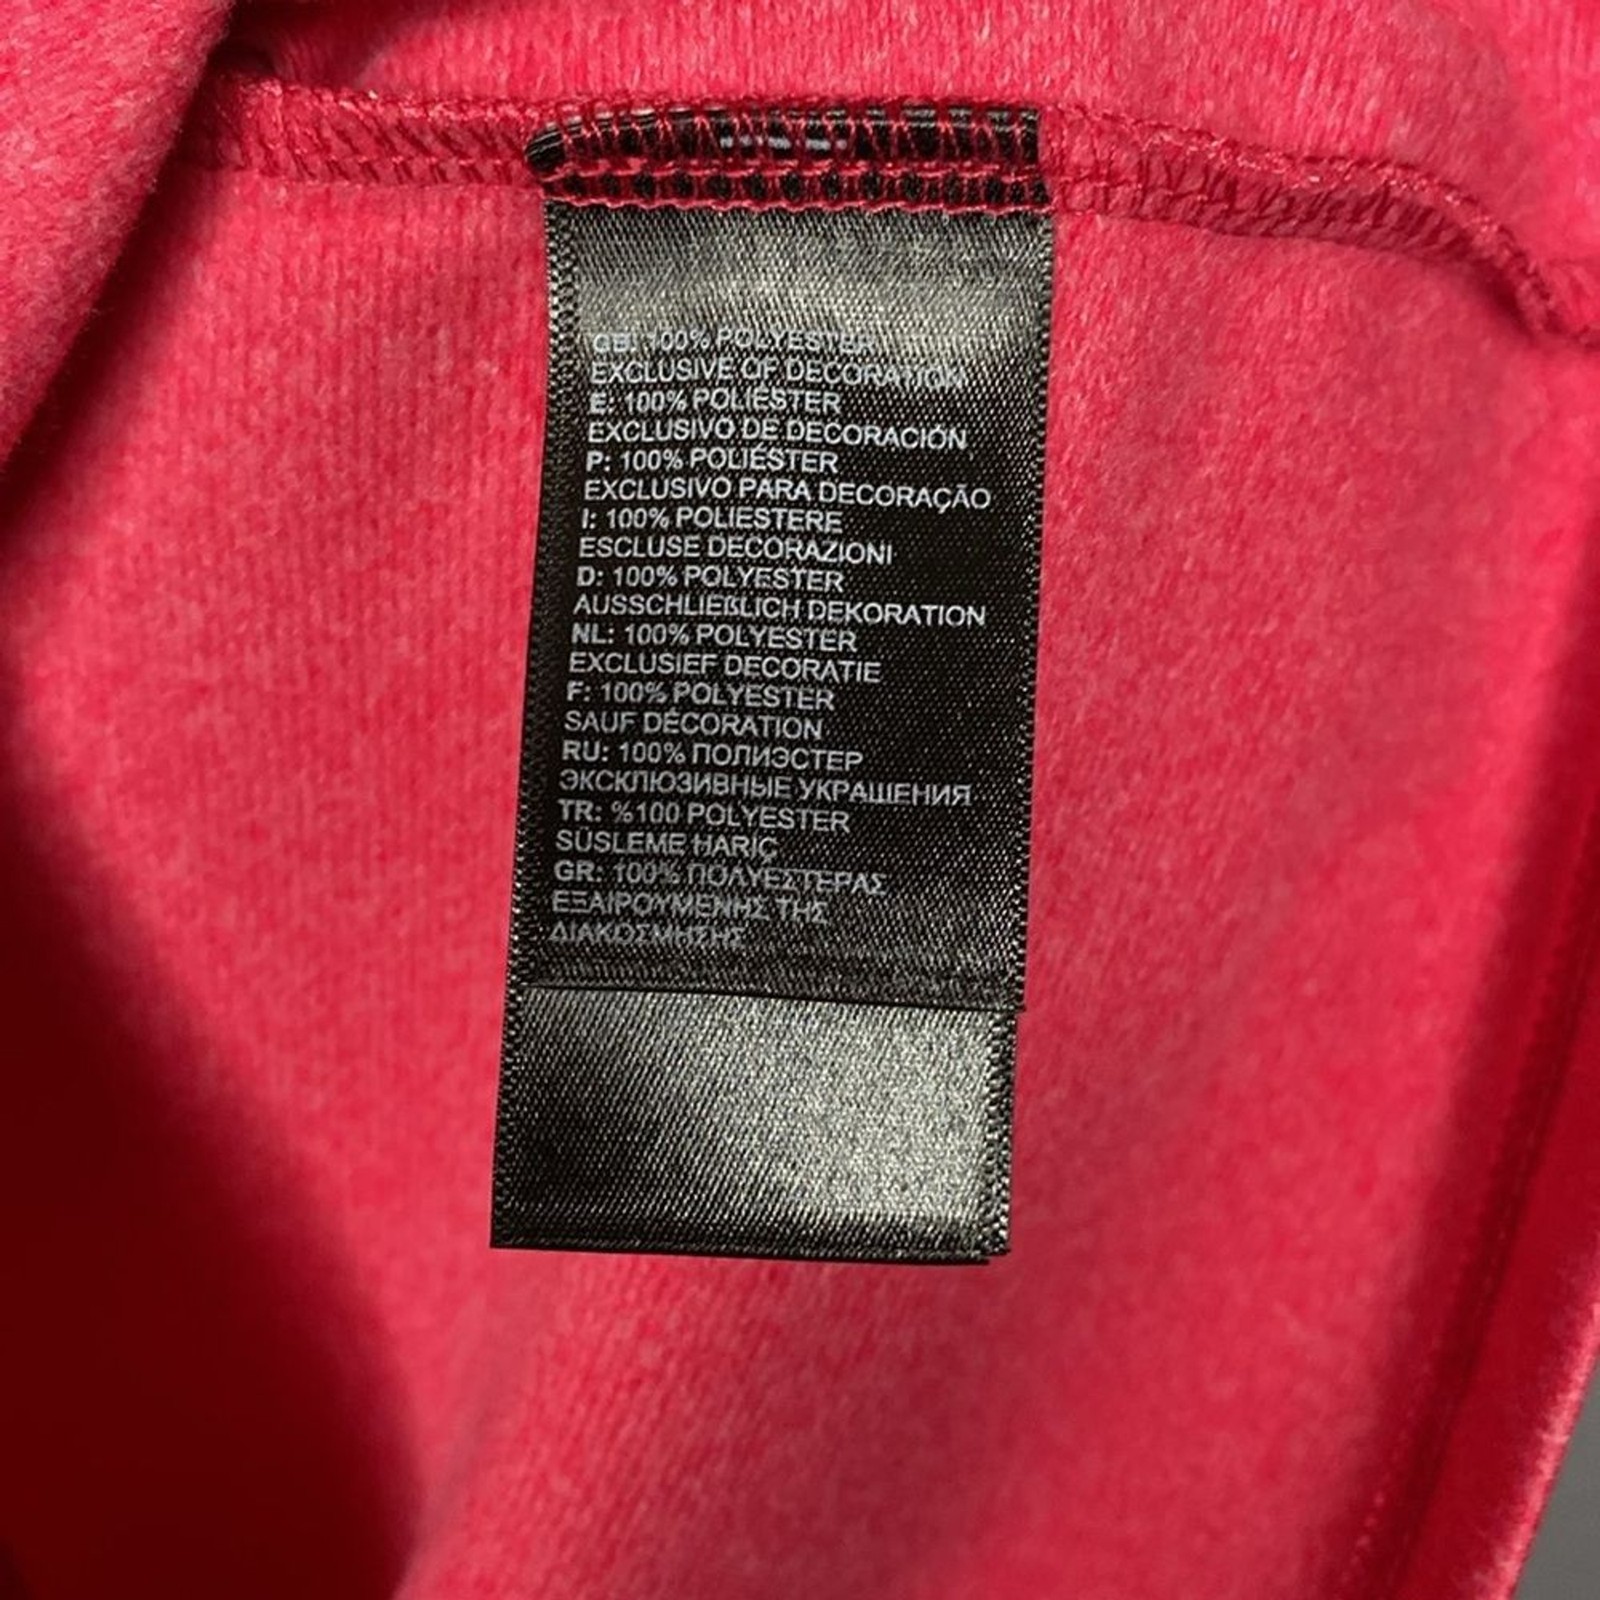 GB: 100% POLYESTER
EXCLUSIVE OF DECORATION
E: 100% POLIÉSTER
EXCLUSIVO DE DECORACIÓN
P: 100% POLIÉSTER
EXCLUSIVO PARA DECORAÇÃO
I: 100% POLIESTERE
ESCLUSE DECORAZIONI
D: 100% POLYESTER
AUSSCHLIEßLICH DEKORATION
NL: 100% POLYESTER
EXCLUSIEF DECORATIE
F: 100% POLYESTER
SAUF DÉCORATION
RU: 100% ПОЛИЭСТЕР
ЭКСКЛЮЗИВНЫЕ УКРАШЕНИЯ
TR: %100 POLYESTER
SÜSLEME HARIÇ
GR: 100% ΠΟΛΥΕΣΤΕΡΑΣ
ΕΞΑΙΡΟΥΜΕΝΗΣ ΤΗΣ
ΔΙΑΚΟΣΜΗΣΗΣ